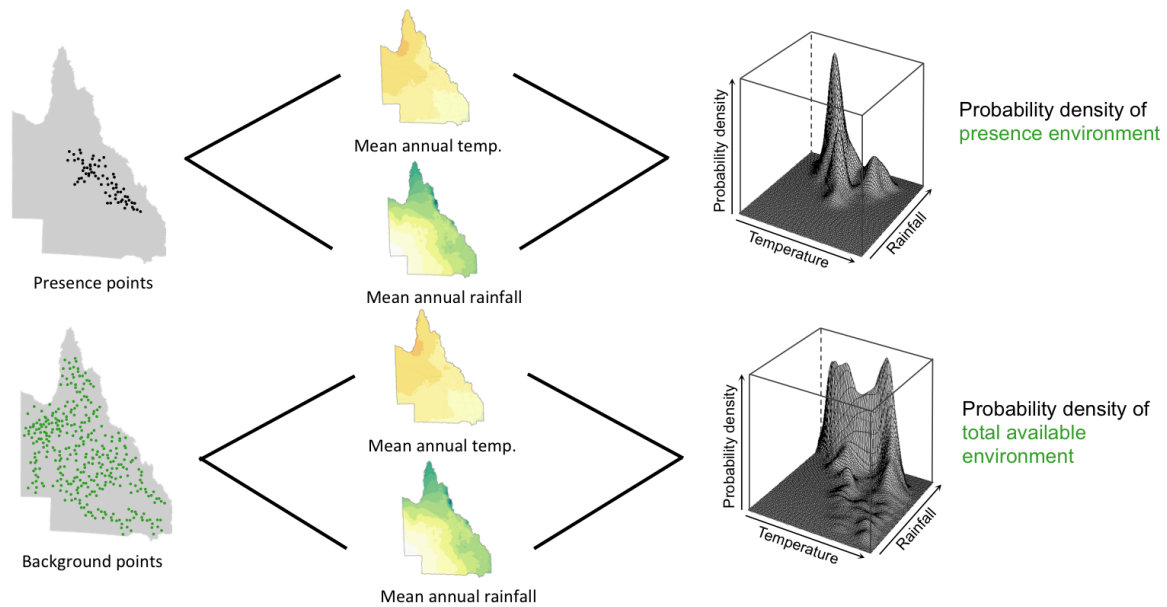 Mean annual temp.
Mean annual rainfall
Presence points
Probability density
Temperature
Rainfall
Probability density of
presence environment
Mean annual temp.
Mean annual rainfall
Background points
Probability density
Temperature
Rainfall
Probability density of
total available
environment